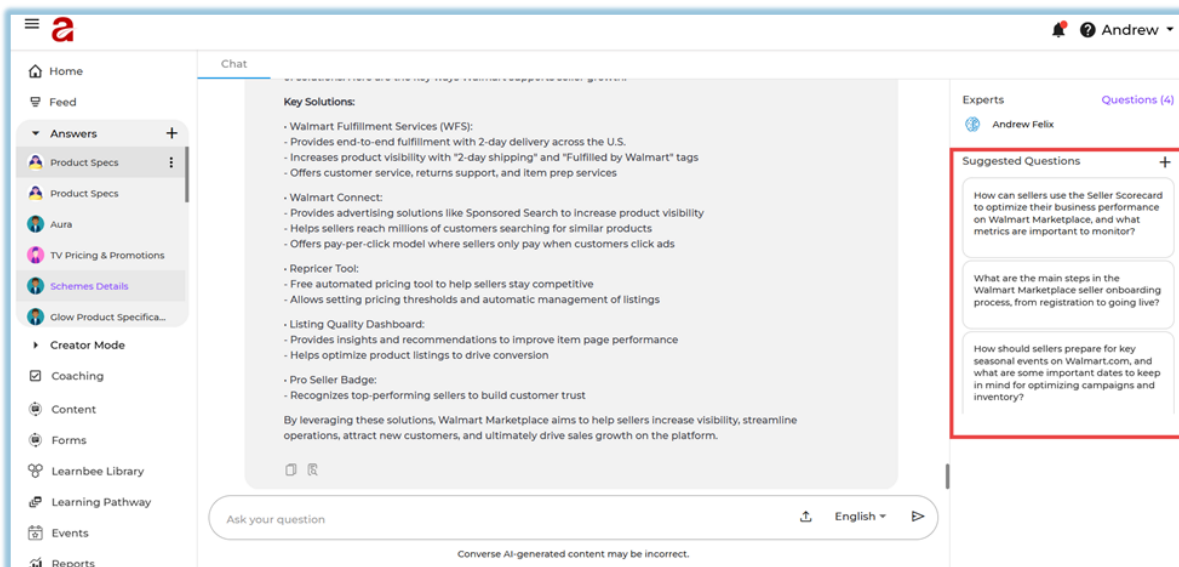 a
Andrew
Home
Feed
Answers
Product Specs
Product Specs
Aura
TV Pricing & Promotions
Schemes Details
Glow Product Specifica...
Creator Mode
Coaching
Content
Forms
Learnbee Library
Learning Pathway
Events
Reports
Chat
Key Solutions:
• Walmart Fulfillment Services (WFS):
- Provides end-to-end fulfillment with 2-day delivery across the U.S.
- Increases product visibility with "2-day shipping" and "Fulfilled by Walmart" tags
- Offers customer service, returns support, and item prep services
• Walmart Connect:
- Provides advertising solutions like Sponsored Search to increase product visibility
- Helps sellers reach millions of customers searching for similar products
- Offers pay-per-click model where sellers only pay when customers click ads
• Repricer Tool:
- Free automated pricing tool to help sellers stay competitive
- Allows setting pricing thresholds and automatic management of listings
• Listing Quality Dashboard:
- Provides insights and recommendations to improve item page performance
- Helps optimize product listings to drive conversion
• Pro Seller Badge:
- Recognizes top-performing sellers to build customer trust
By leveraging these solutions, Walmart Marketplace aims to help sellers increase visibility, streamline
operations, attract new customers, and ultimately drive sales growth on the platform.
Ask your question
English
Converse AI-generated content may be incorrect.
Experts
Questions (4)
Andrew Felix
Suggested Questions
How can sellers use the Seller Scorecard
to optimize their business performance
on Walmart Marketplace, and what
metrics are important to monitor?
What are the main steps in the
Walmart Marketplace seller onboarding
process, from registration to going live?
How should sellers prepare for key
seasonal events on Walmart.com, and
what are some important dates to keep
in mind for optimizing campaigns and
inventory?